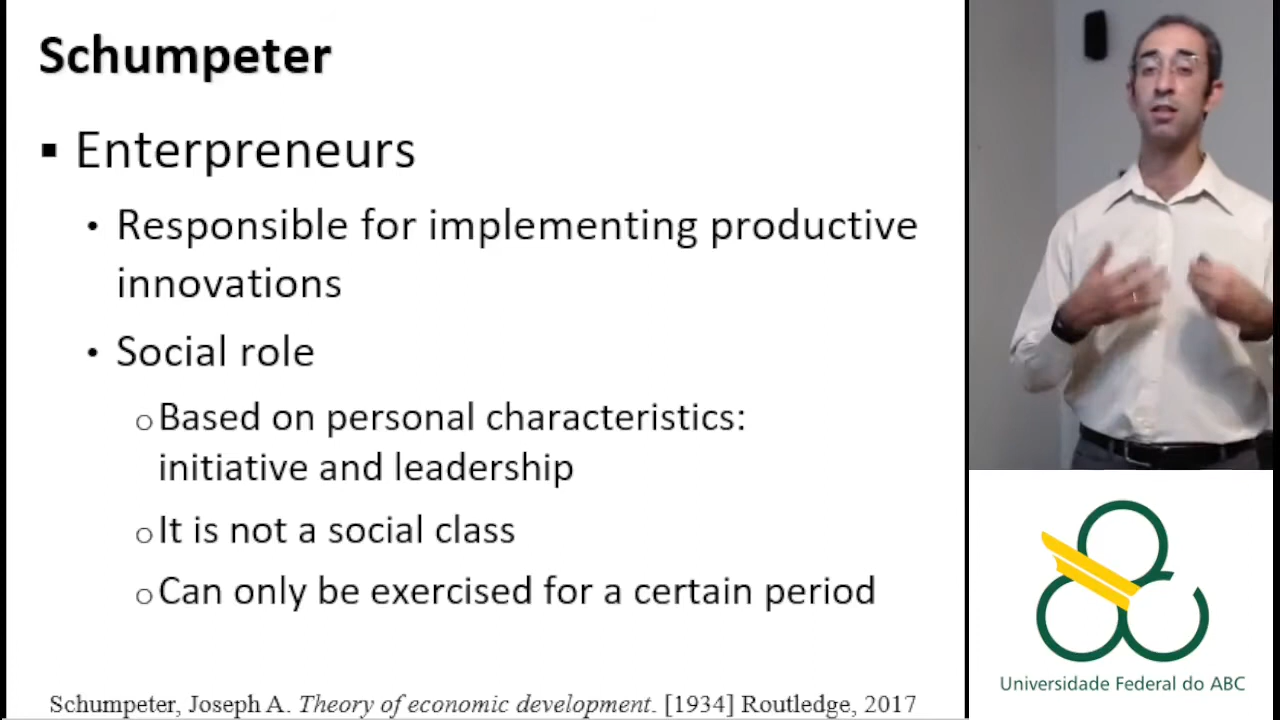 Schumpeter
▪ Enterpreneurs
• Responsible for implementing productive
innovations
• Social role
o Based on personal characteristics:
initiative and leadership
o It is not a social class
o Can only be exercised for a certain period
Schumpeter, Joseph A. Theory of economic development. [1934] Routledge, 2017
Universidade Federal do ABC